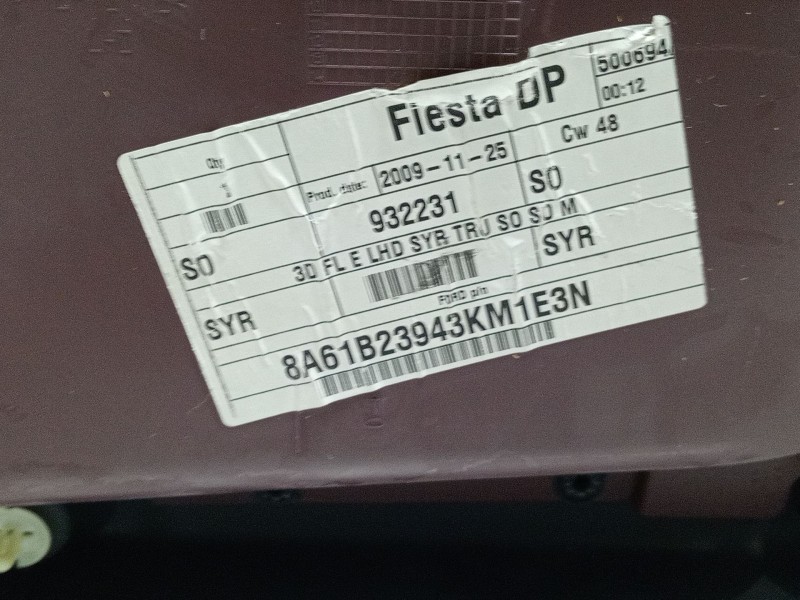 Fiesta DP
500694
00:12
Qty
1
Prod. date: 2009-11-25
Cw 48
932231
SO
SO
3D FL E LHD SYR TRJ SO SJ M
SYR
SYR
FORD p/n
8A61B23943KM1E3N